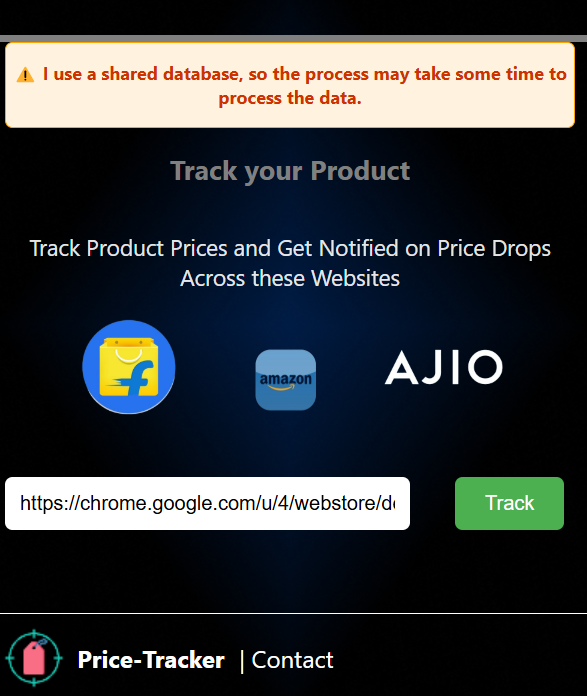 ⚠ I use a shared database, so the process may take some time to
process the data.
Track your Product
Track Product Prices and Get Notified on Price Drops
Across these Websites
f
amazon
AJIO
https://chrome.google.com/u/4/webstore/de
Track
Price-Tracker | Contact